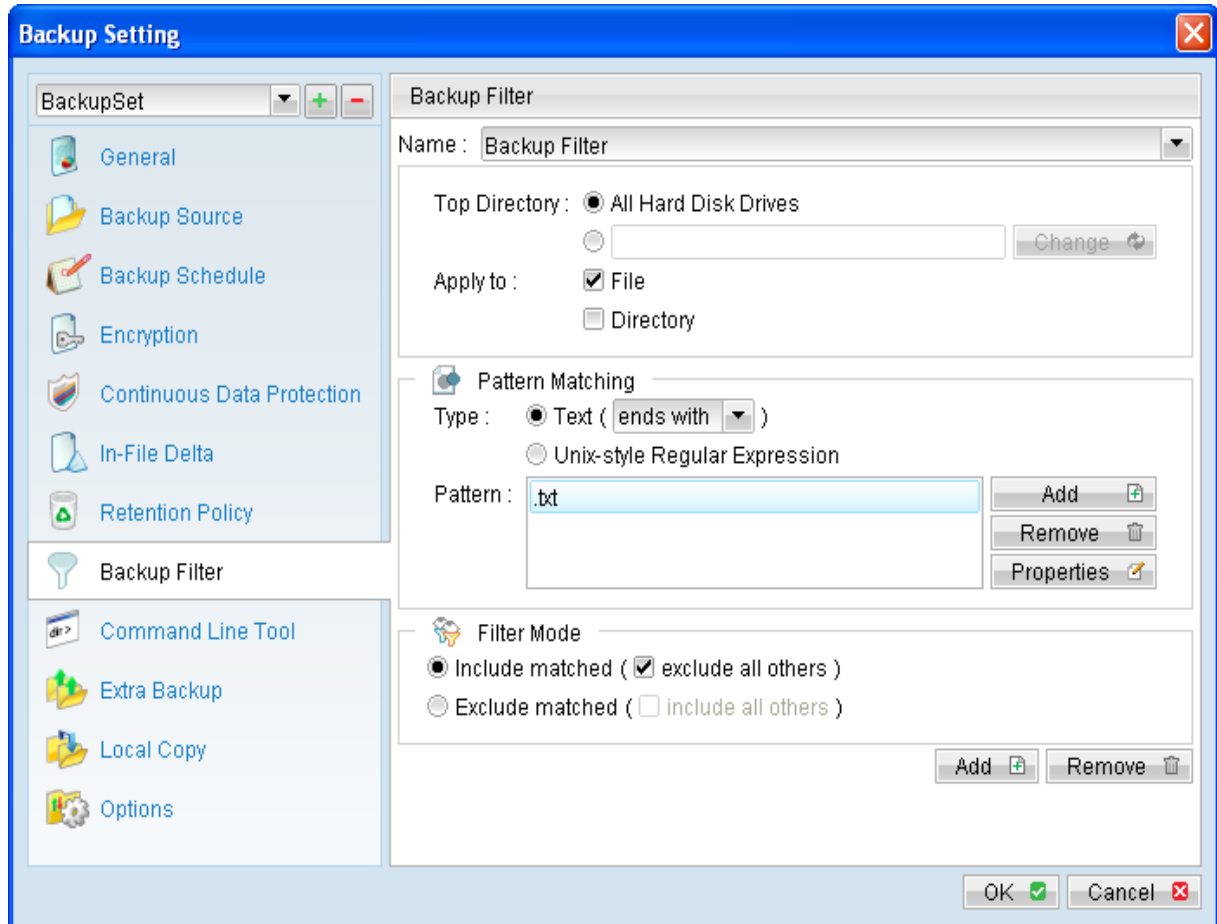 Backup Setting
BackupSet
General
Backup Source
Backup Schedule
Encryption
Continuous Data Protection
In-File Delta
Retention Policy
Backup Filter
dir>
Command Line Tool
Extra Backup
Local Copy
Options
Backup Filter
Name : Backup Filter
Top Directory : All Hard Disk Drives
Change
Apply to : File
Directory
Pattern Matching
Type : Text ( ends with )
Unix-style Regular Expression
Pattern : .txt
Add
Remove
Properties
Filter Mode
Include matched ( exclude all others )
Exclude matched ( include all others )
Add Remove
OK Cancel